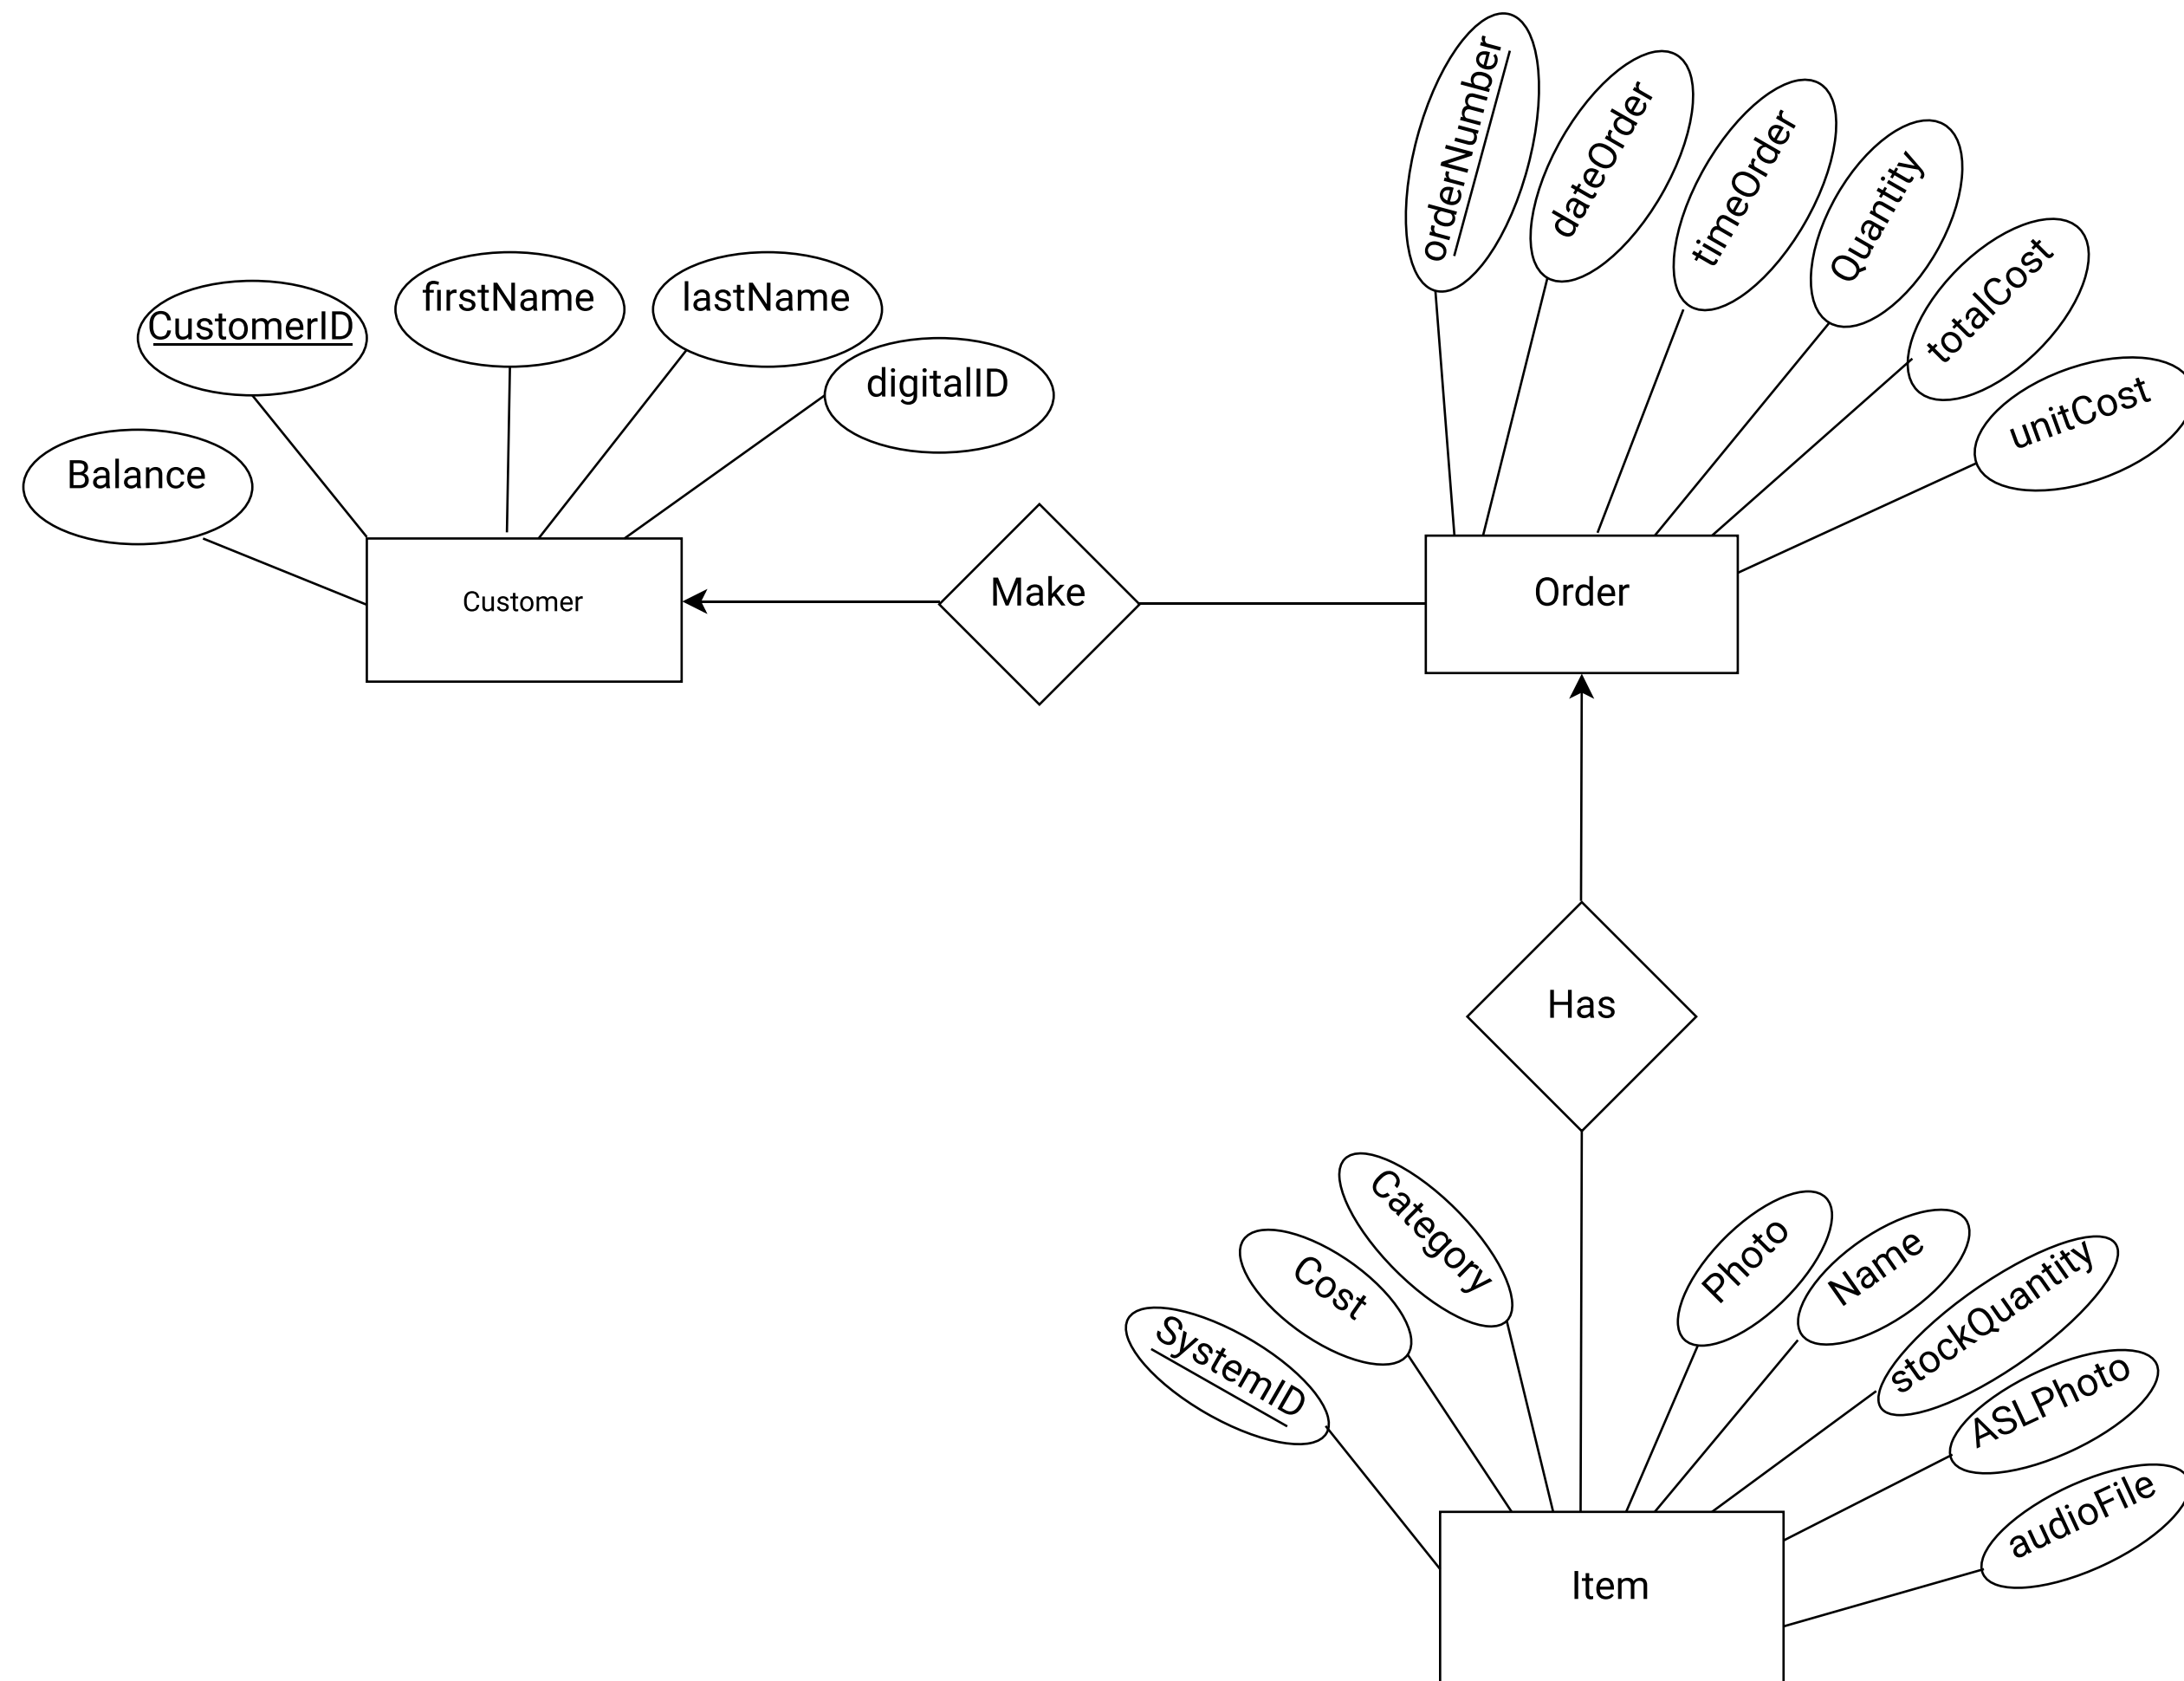 orderNumber
dateOrder
timeOrder
Quantity
totalCost
unitCost
CustomerID
firstName
lastName
digitalID
Balance
Customer
Make
Order
Has
Category
Cost
SystemID
Photo
Name
stockQuantity
ASLPhoto
audioFile
Item